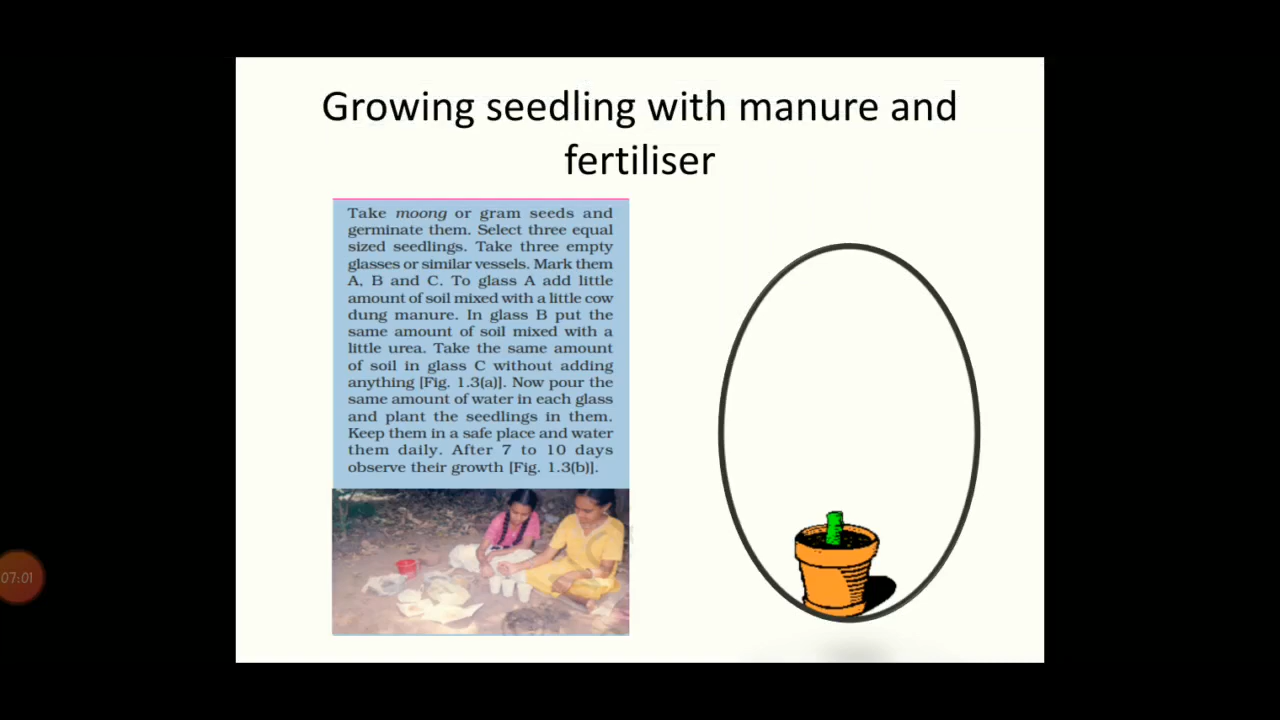 Growing seedling with manure and
fertiliser
Take moong or gram seeds and
germinate them. Select three equal
sized seedlings. Take three empty
glasses or similar vessels. Mark them
A, B and C. To glass A add little
amount of soil mixed with a little cow
dung manure. In glass B put the
same amount of soil mixed with a
little urea. Take the same amount
of soil in glass C without adding
anything [Fig. 1.3(a)]. Now pour the
same amount of water in each glass
and plant the seedlings in them.
Keep them in a safe place and water
them daily. After 7 to 10 days
observe their growth [Fig. 1.3(b)].
07:01